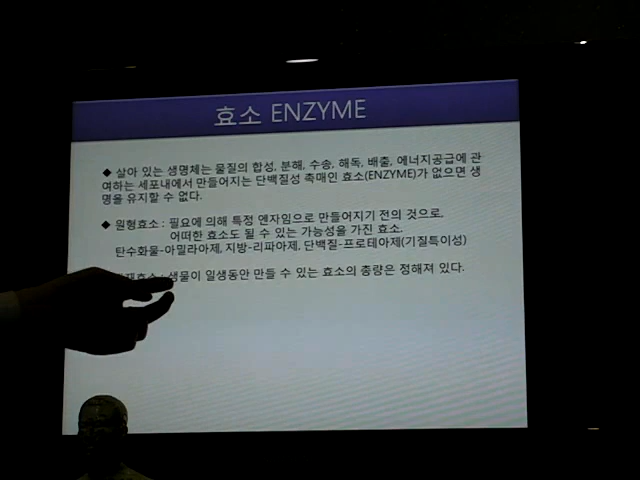 효소 ENZYME
◆ 살아 있는 생명체는 물질의 합성, 분해, 수송, 해독, 배출, 에너지공급에 관
여하는 세포내에서 만들어지는 단백질성 촉매인 효소(ENZYME)가 없으면 생
명을 유지할 수 없다.
◆ 원형효소 : 필요에 의해 특정 엔자임으로 만들어지기 전의 것으로,
어떠한 효소도 될 수 있는 가능성을 가진 효소.
탄수화물-아밀라아제, 지방-리파아제, 단백질-프로테아제(기질특이성)
: 생물이 일생동안 만들 수 있는 효소의 총량은 정해져 있다.